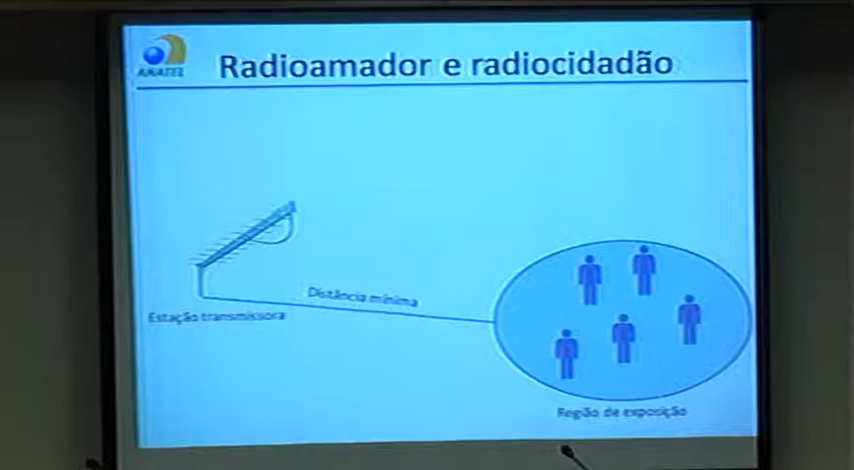 ANATEL
Radioamador e radiocidadão
Distância mínima
Estação transmissora
Região de exposição